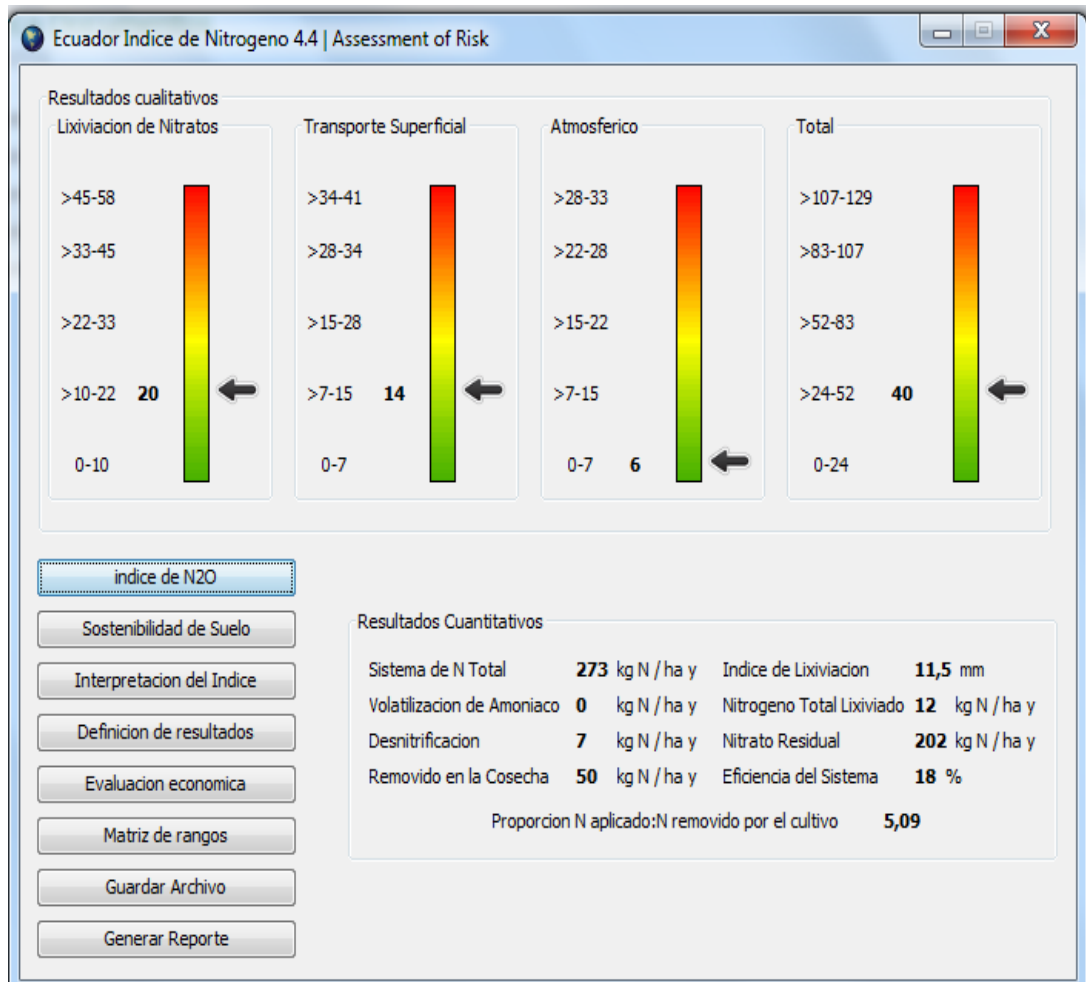 Ecuador Indice de Nitrogeno 4.4 | Assessment of Risk
Resultados cualitativos
Lixiviacion de Nitratos
>45-58
>33-45
>22-33
>10-22 20
0-10
Transporte Superficial
>34-41
>28-34
>15-28
>7-15 14
0-7
Atmosferico
>28-33
>22-28
>15-22
>7-15
0-7 6
Total
>107-129
>83-107
>52-83
>24-52 40
0-24
indice de N2O
Sostenibilidad de Suelo
Interpretacion del Indice
Definicion de resultados
Evaluacion economica
Matriz de rangos
Guardar Archivo
Generar Reporte
Resultados Cuantitativos
Sistema de N Total 273 kg N / ha y Indice de Lixiviacion 11,5 mm
Volatilizacion de Amoniaco 0 kg N / ha y Nitrogeno Total Lixiviado 12 kg N / ha y
Desnitrificacion 7 kg N / ha y Nitrato Residual 202 kg N / ha y
Removido en la Cosecha 50 kg N / ha y Eficiencia del Sistema 18 %
Proporcion N aplicado:N removido por el cultivo 5,09